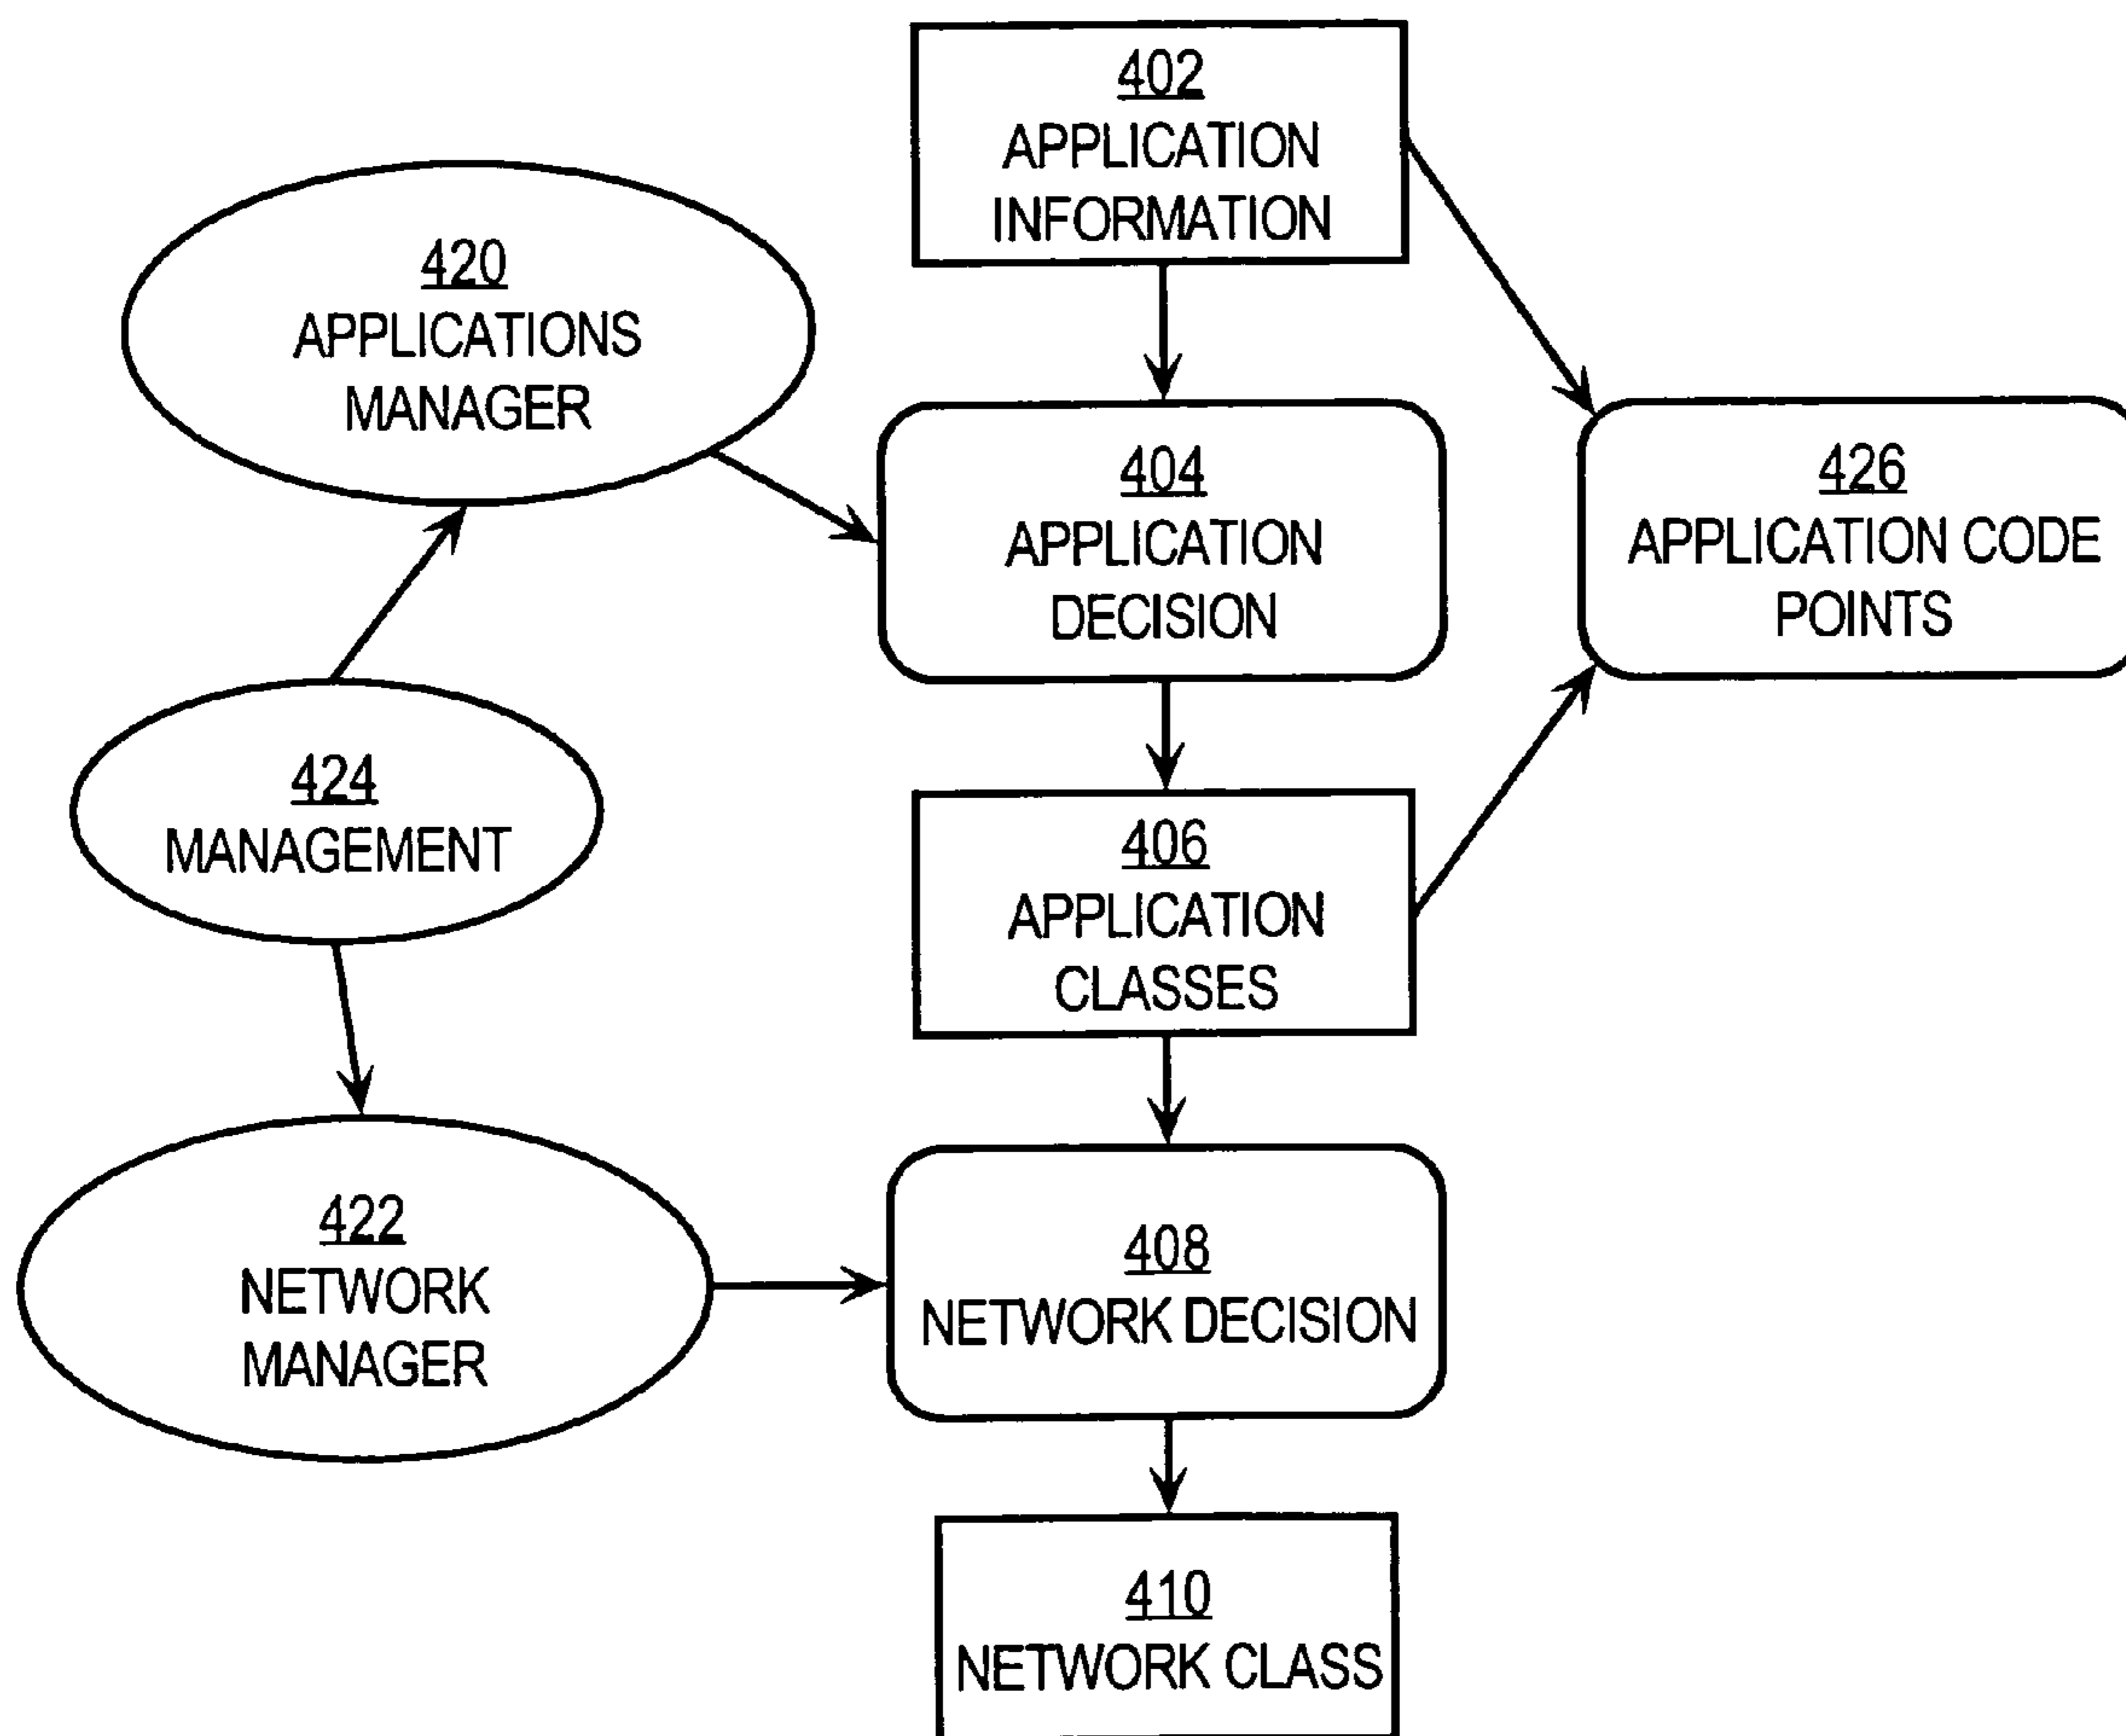 402
APPLICATION
INFORMATION
420
APPLICATIONS
MANAGER
404
APPLICATION
DECISION
426
APPLICATION CODE
POINTS
424
MANAGEMENT
406
APPLICATION
CLASSES
422
NETWORK
MANAGER
408
NETWORK DECISION
410
NETWORK CLASS